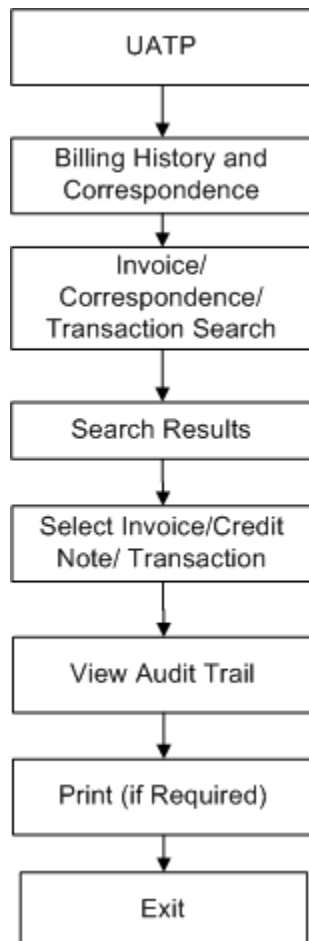 UATP
Billing History and
Correspondence
Invoice/
Correspondence/
Transaction Search
Search Results
Select Invoice/Credit
Note/ Transaction
View Audit Trail
Print (if Required)
Exit